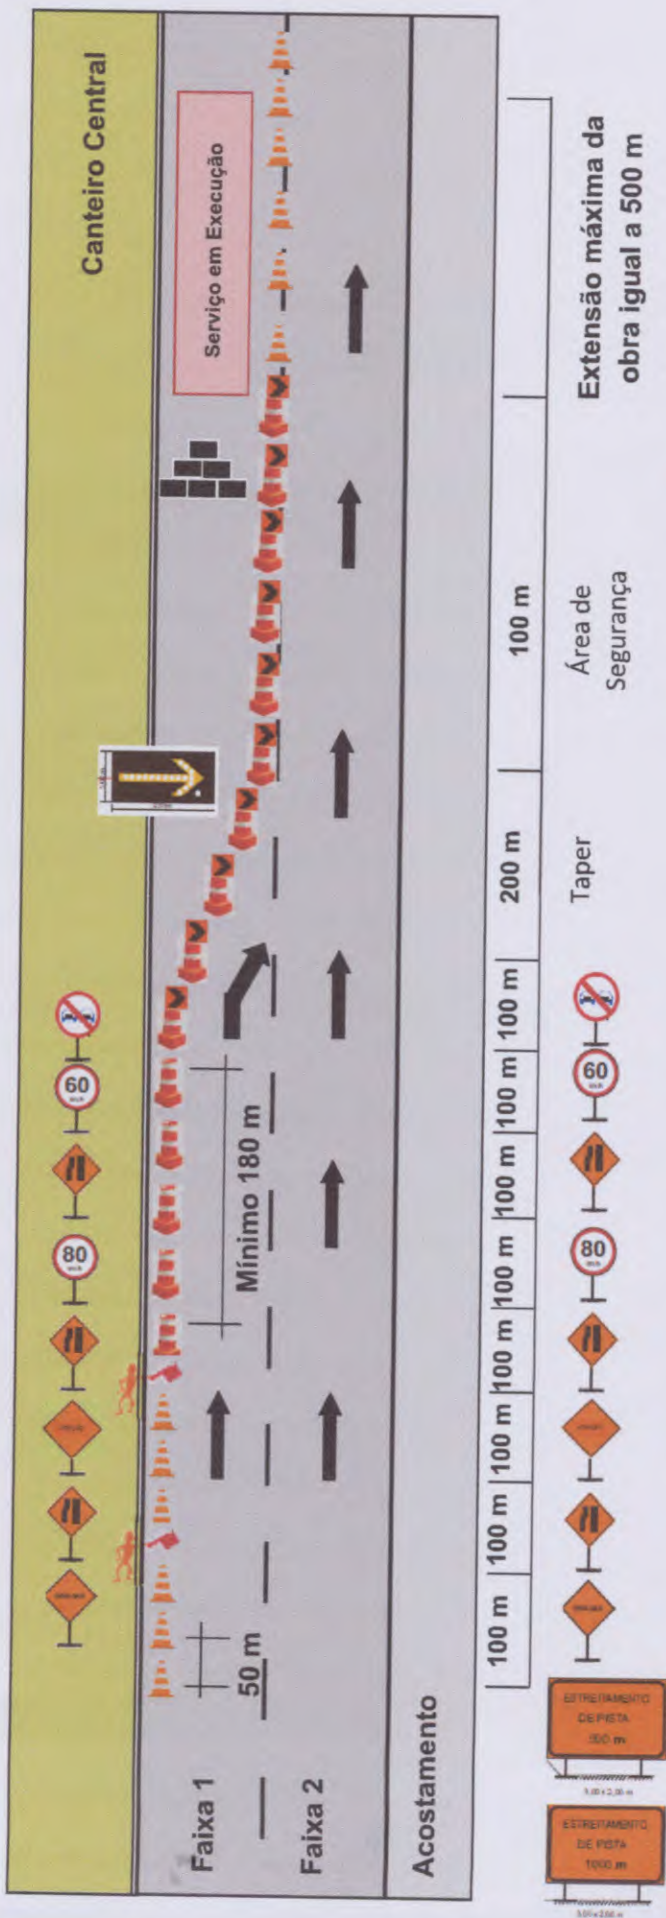 Canteiro Central
Serviço em Execução
60
80
Mínimo 180 m
50 m
Faixa 1
Faixa 2
Acostamento
100 m
100 m
100 m
100 m
100 m
100 m
100 m
100 m
200 m
100 m
Taper
Área de
Segurança
Extensão máxima da
obra igual a 500 m
80
60
ESTREITAMENTO
DE PISTA
1000 m
ESTREITAMENTO
DE PISTA
500 m